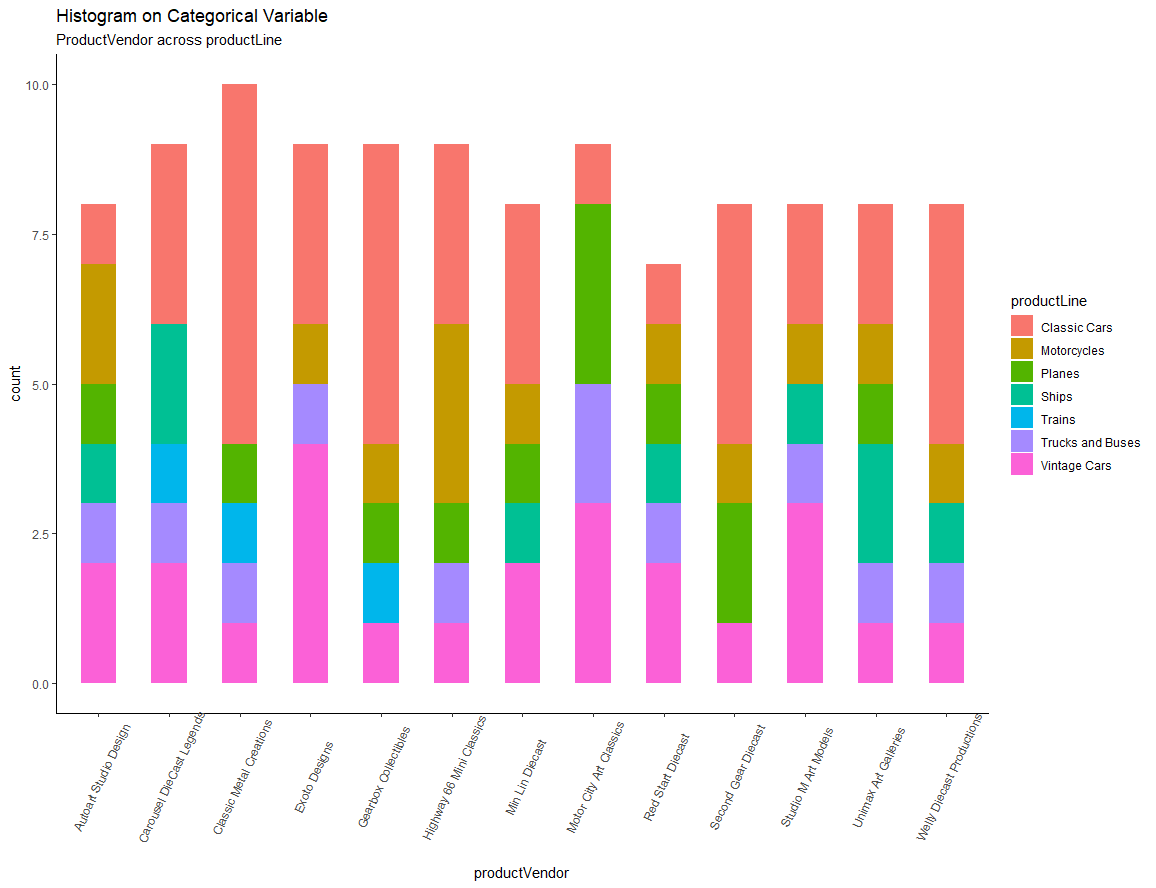 Histogram on Categorical Variable
ProductVendor across productLine
10.0
7.5
5.0
2.5
0.0
count
Autoart Studio Design
Carousel DieCast Legends
Classic Metal Creations
Exoto Designs
Gearbox Collectibles
Highway 66 Mini Classics
Min Lin Diecast
Motor City Art Classics
Red Start Diecast
Second Gear Diecast
Studio M Art Models
Unimax Art Galleries
Welly Diecast Productions
productVendor
productLine
Classic Cars
Motorcycles
Planes
Ships
Trains
Trucks and Buses
Vintage Cars